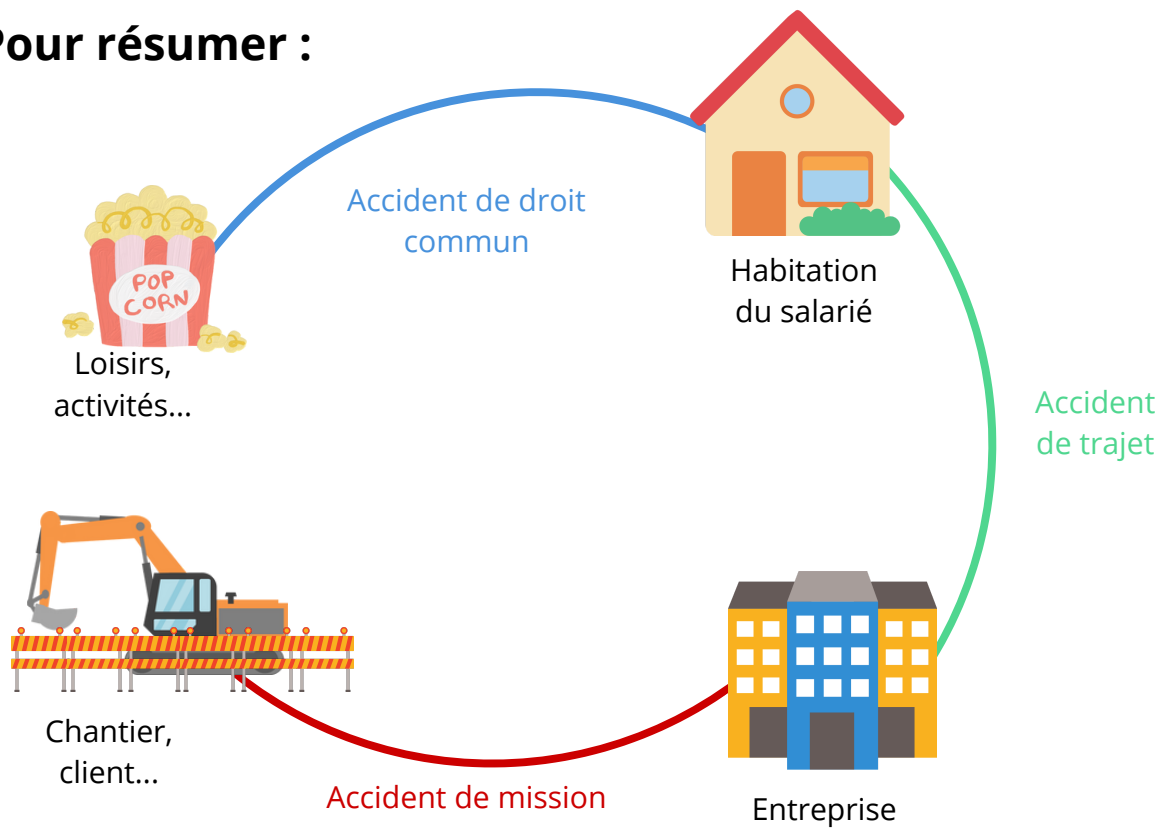 Pour résumer :
Accident de droit
commun
POP
CORN
Habitation
du salarié
Loisirs,
activités...
Accident
de trajet
Chantier,
client...
Accident de mission
Entreprise